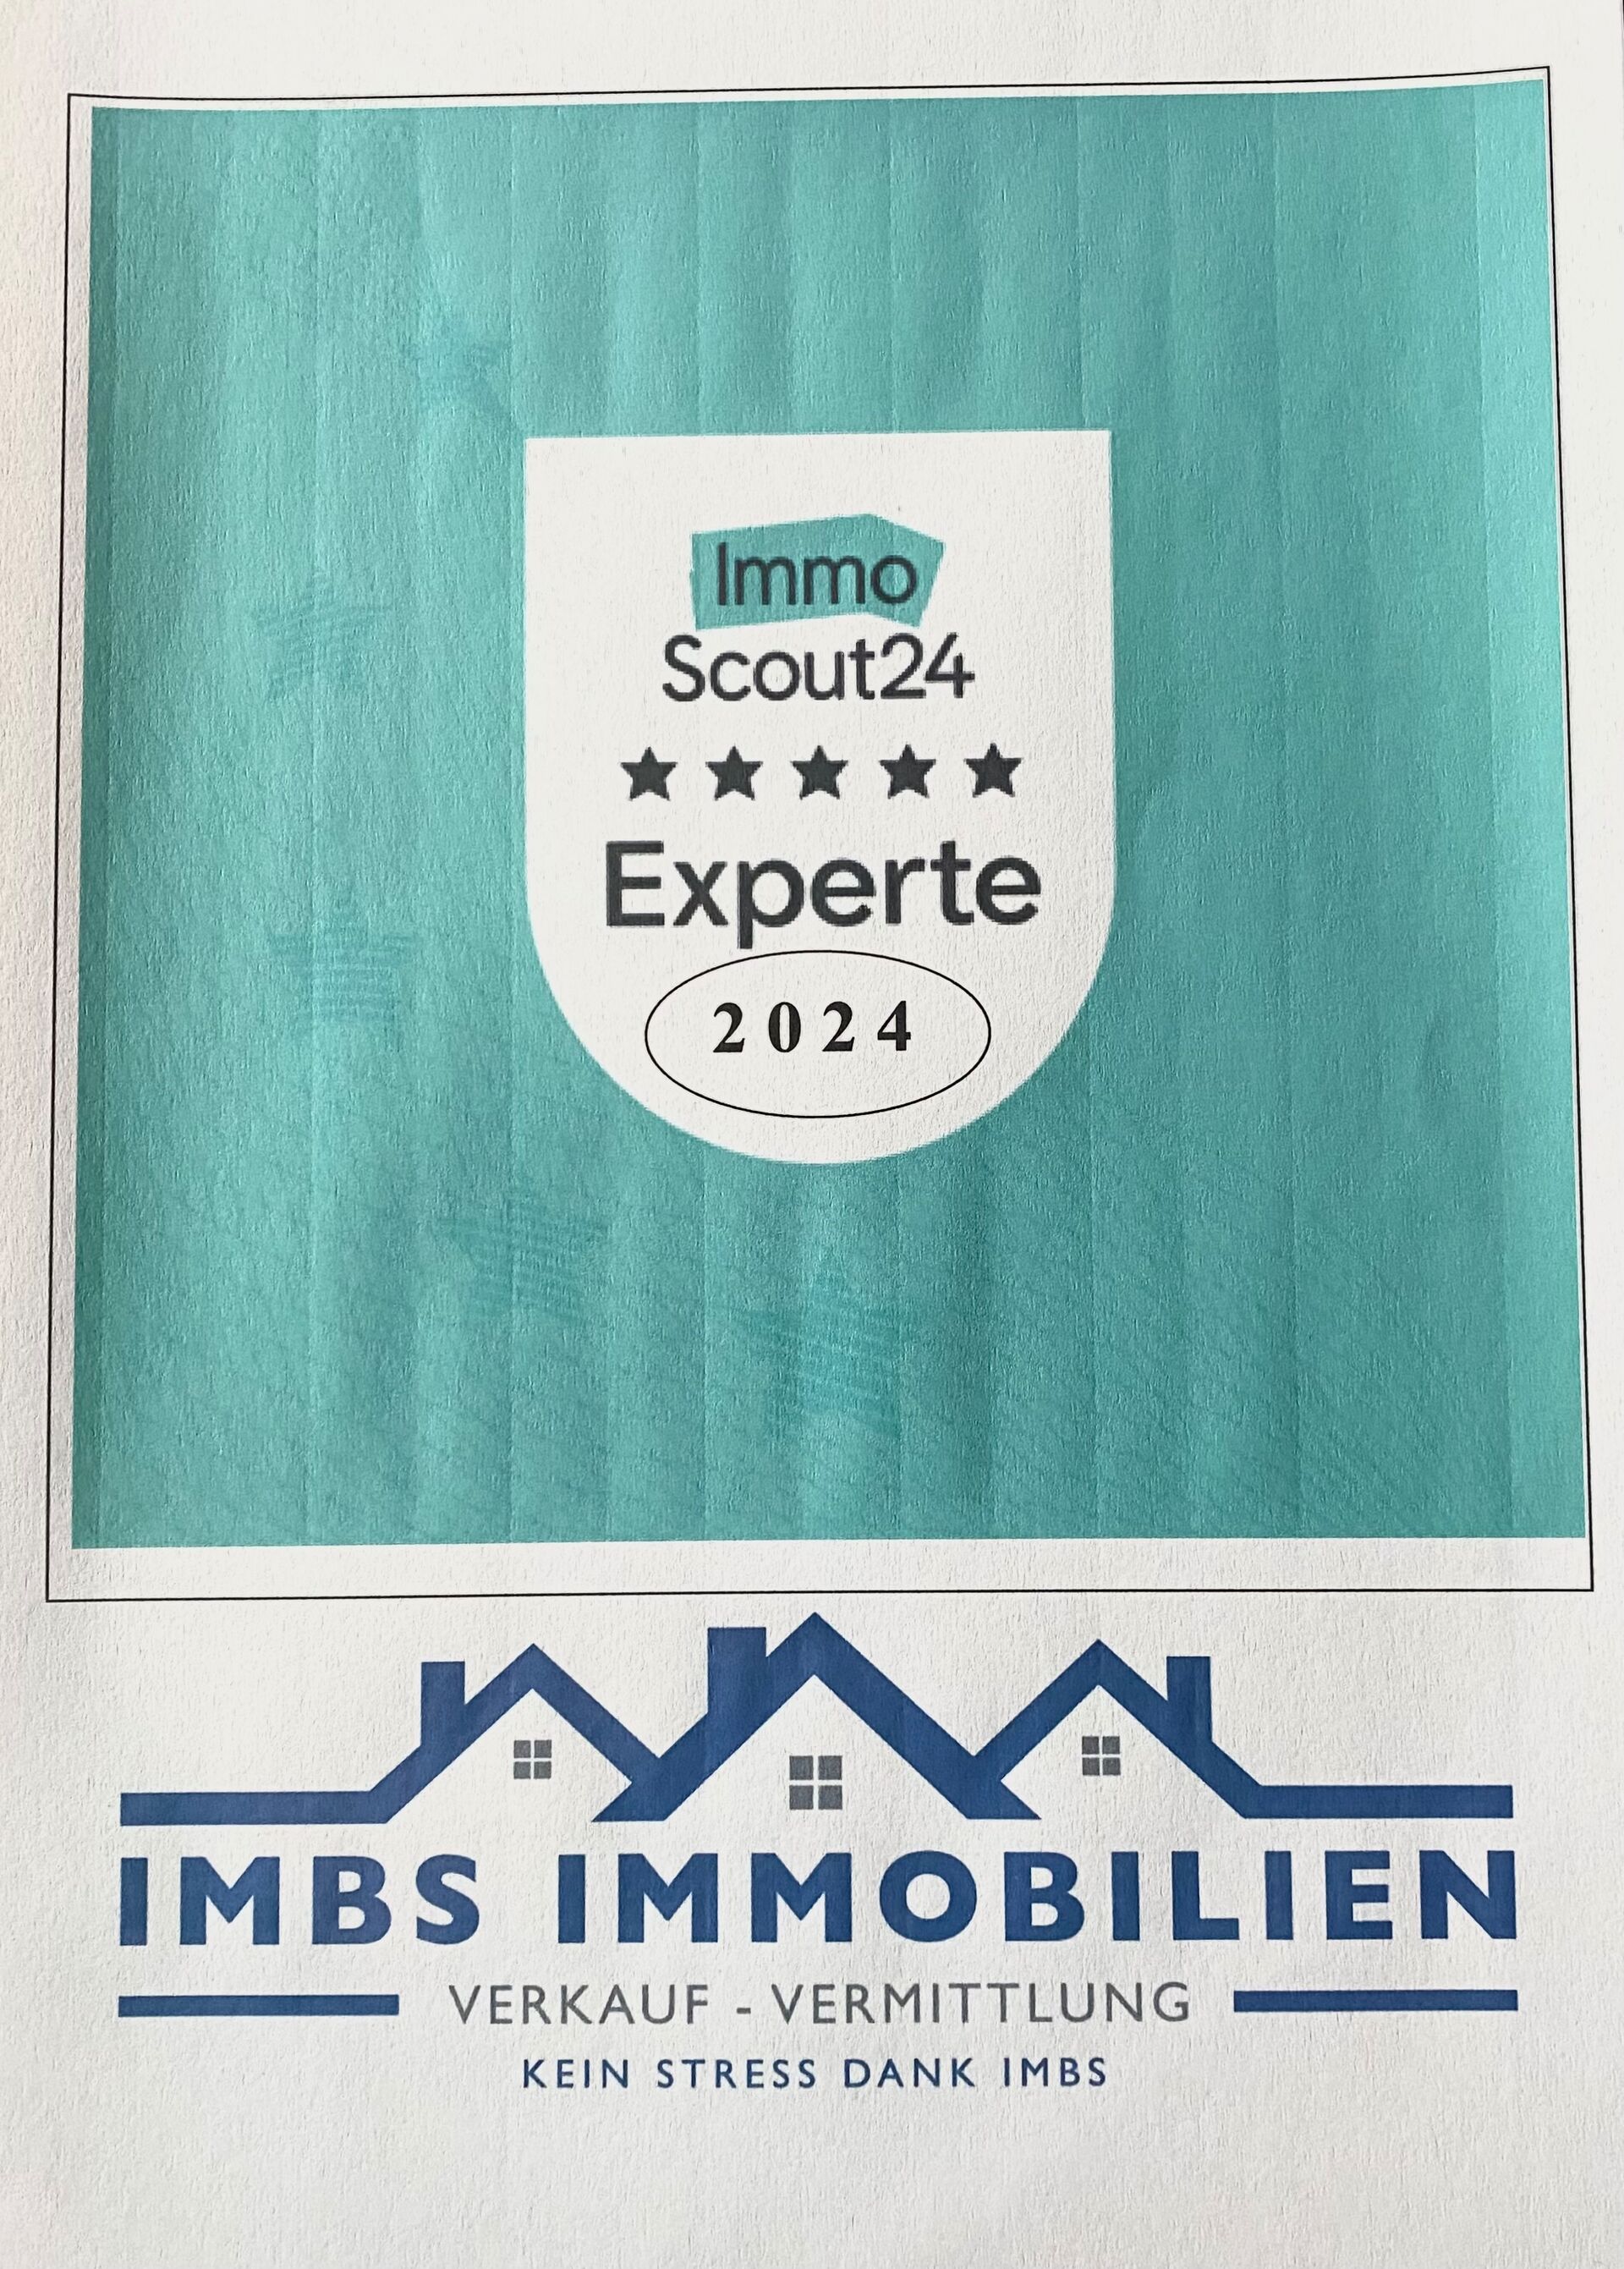 Immo
Scout24
Experte
2024
IMBS IMMOBILIEN
VERKAUF - VERMITTLUNG
KEIN STRESS DANK IMBS